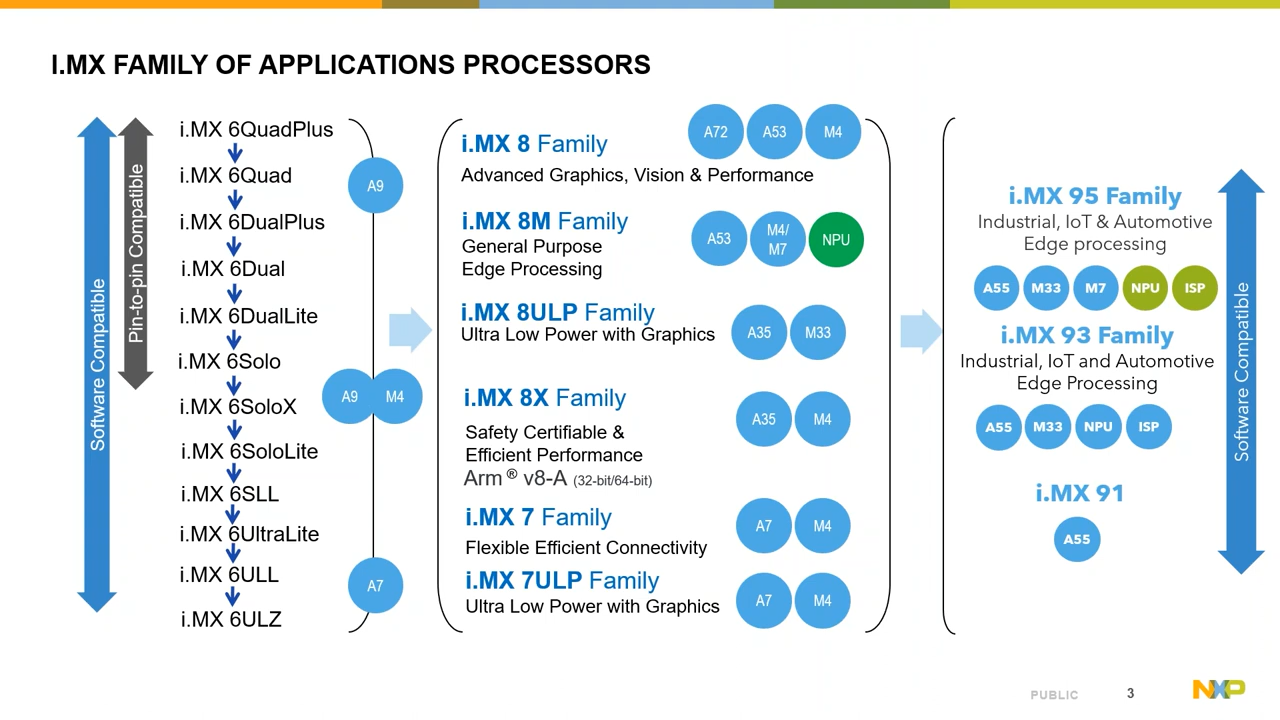 I.MX FAMILY OF APPLICATIONS PROCESSORS
Software Compatible
Pin-to-pin Compatible
i.MX 6QuadPlus
i.MX 6Quad
i.MX 6DualPlus
i.MX 6Dual
i.MX 6DualLite
i.MX 6Solo
i.MX 6SoloX
i.MX 6SoloLite
i.MX 6SLL
i.MX 6UltraLite
i.MX 6ULL
i.MX 6ULZ
A9
A9 M4
A7
i.MX 8 Family
A72 A53 M4
Advanced Graphics, Vision & Performance
i.MX 8M Family
General Purpose
Edge Processing
A53 M4/
M7 NPU
i.MX 8ULP Family
Ultra Low Power with Graphics
A35 M33
i.MX 8X Family
Safety Certifiable &
Efficient Performance
Arm® v8-A (32-bit/64-bit)
A35 M4
i.MX 7 Family
Flexible Efficient Connectivity
A7 M4
i.MX 7ULP Family
Ultra Low Power with Graphics
A7 M4
i.MX 95 Family
Industrial, IoT & Automotive
Edge processing
A55 M33 M7 NPU ISP
i.MX 93 Family
Industrial, IoT and Automotive
Edge Processing
A55 M33 NPU ISP
i.MX 91
A55
Software Compatible
PUBLIC
3
NXP